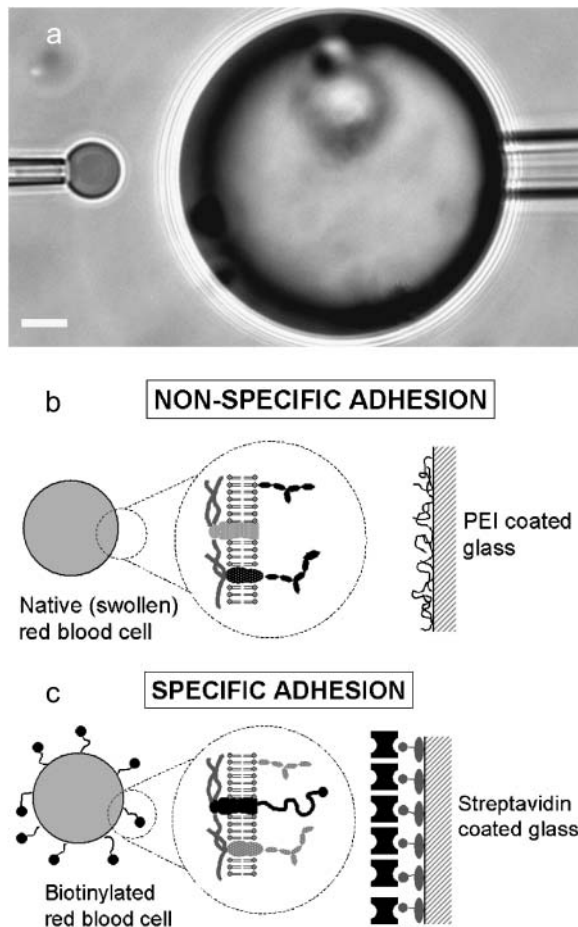 a
b
NON-SPECIFIC ADHESION
PEI coated
glass
Native (swollen)
red blood cell
c
SPECIFIC ADHESION
Streptavidin
coated glass
Biotinylated
red blood cell